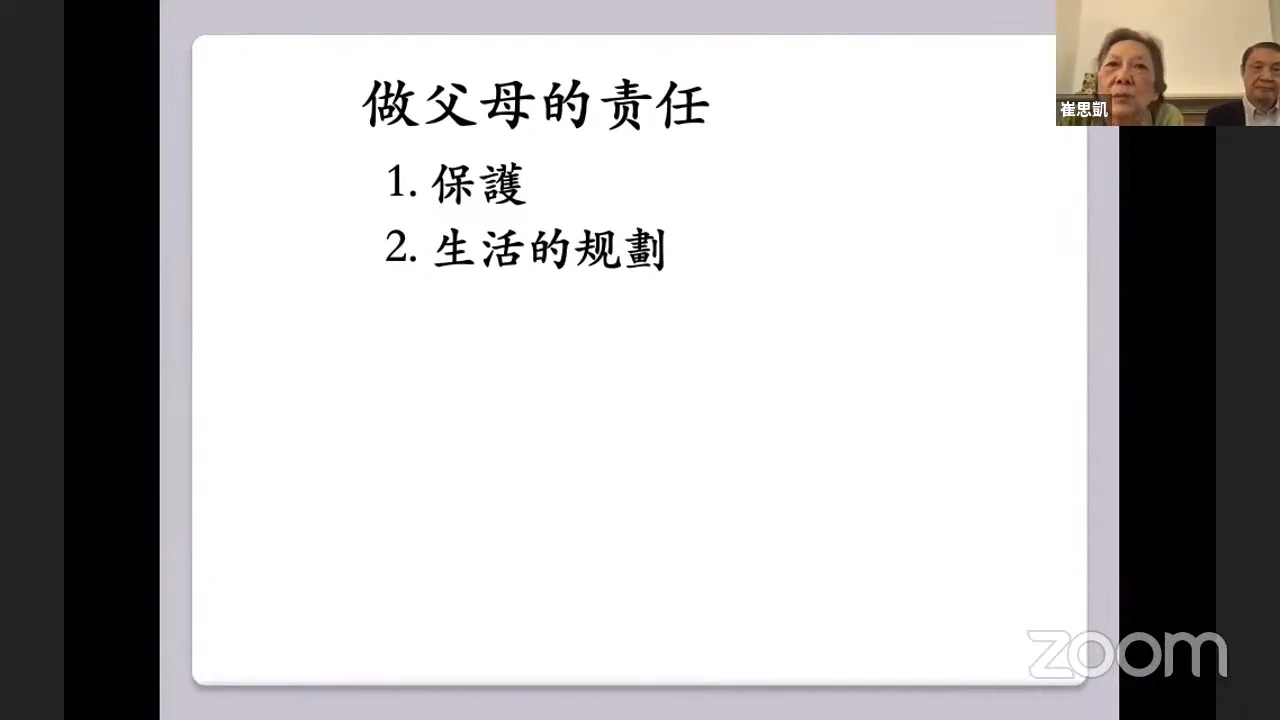 做父母的责任
1. 保護
2. 生活的规劃
崔思凱
zoom